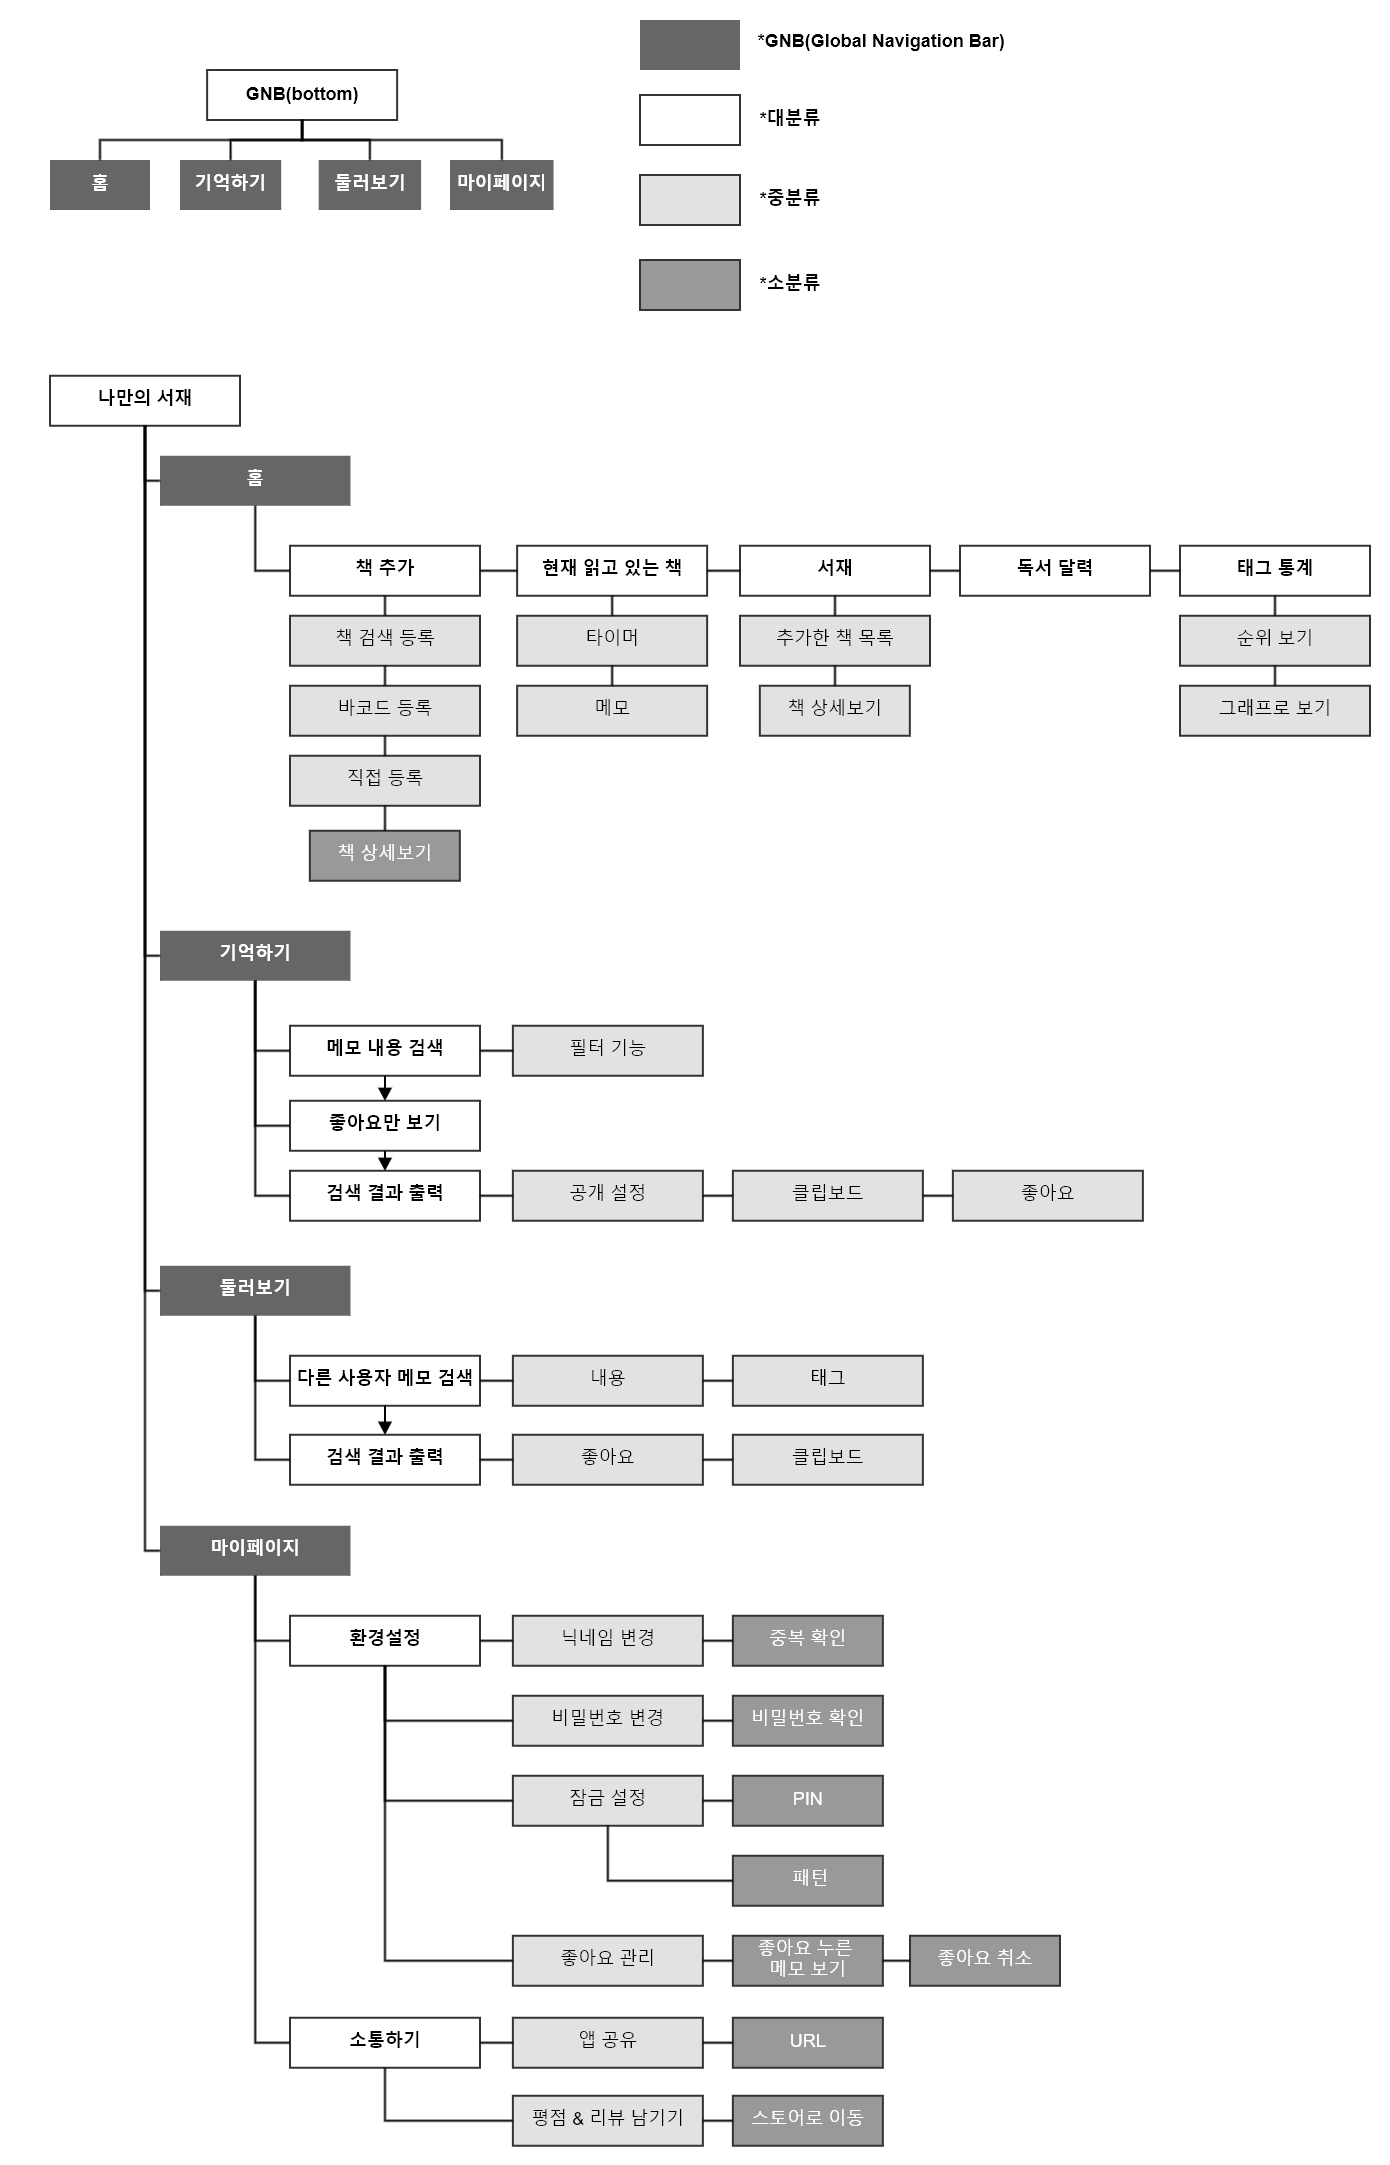 *GNB(Global Navigation Bar)
GNB(bottom)
*대분류
홈
기억하기
둘러보기
마이페이지
*중분류
*소분류
나만의 서재
홈
책 추가
현재 읽고 있는 책
서재
독서 달력
태그 통계
책 검색 등록
타이머
추가한 책 목록
순위 보기
바코드 등록
메모
책 상세보기
그래프로 보기
직접 등록
책 상세보기
기억하기
메모 내용 검색
필터 기능
좋아요만 보기
검색 결과 출력
공개 설정
클립보드
좋아요
둘러보기
다른 사용자 메모 검색
내용
태그
검색 결과 출력
좋아요
클립보드
마이페이지
환경설정
닉네임 변경
중복 확인
비밀번호 변경
비밀번호 확인
잠금 설정
PIN
패턴
좋아요 관리
좋아요 누른
메모 보기
좋아요 취소
소통하기
앱 공유
URL
평점 & 리뷰 남기기
스토어로 이동